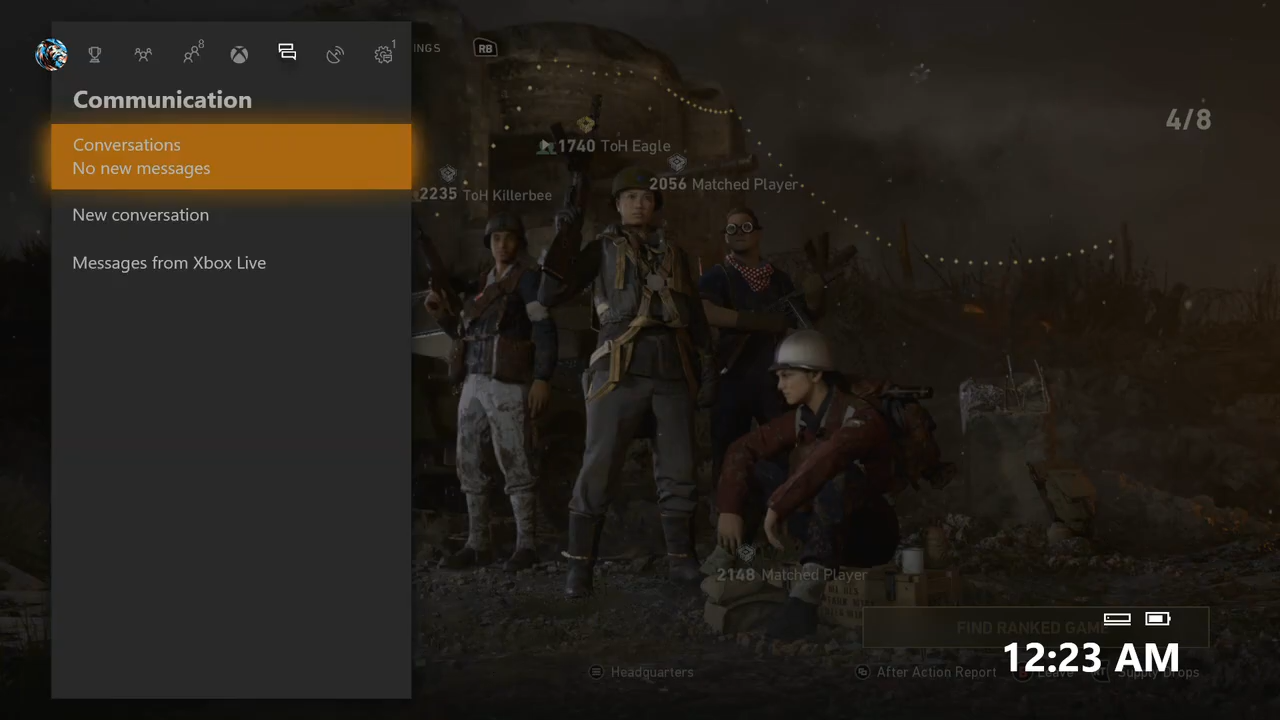 8
1
INGS
RB
Communication
4/8
Conversations
No new messages
1740 ToH Eagle
2056 Matched Player
2235 ToH Killerbee
New conversation
Messages from Xbox Live
2148 Matched Player
FIND RANKED GAME
12:23 AM
Headquarters
After Action Report
Leave
Supply Drops